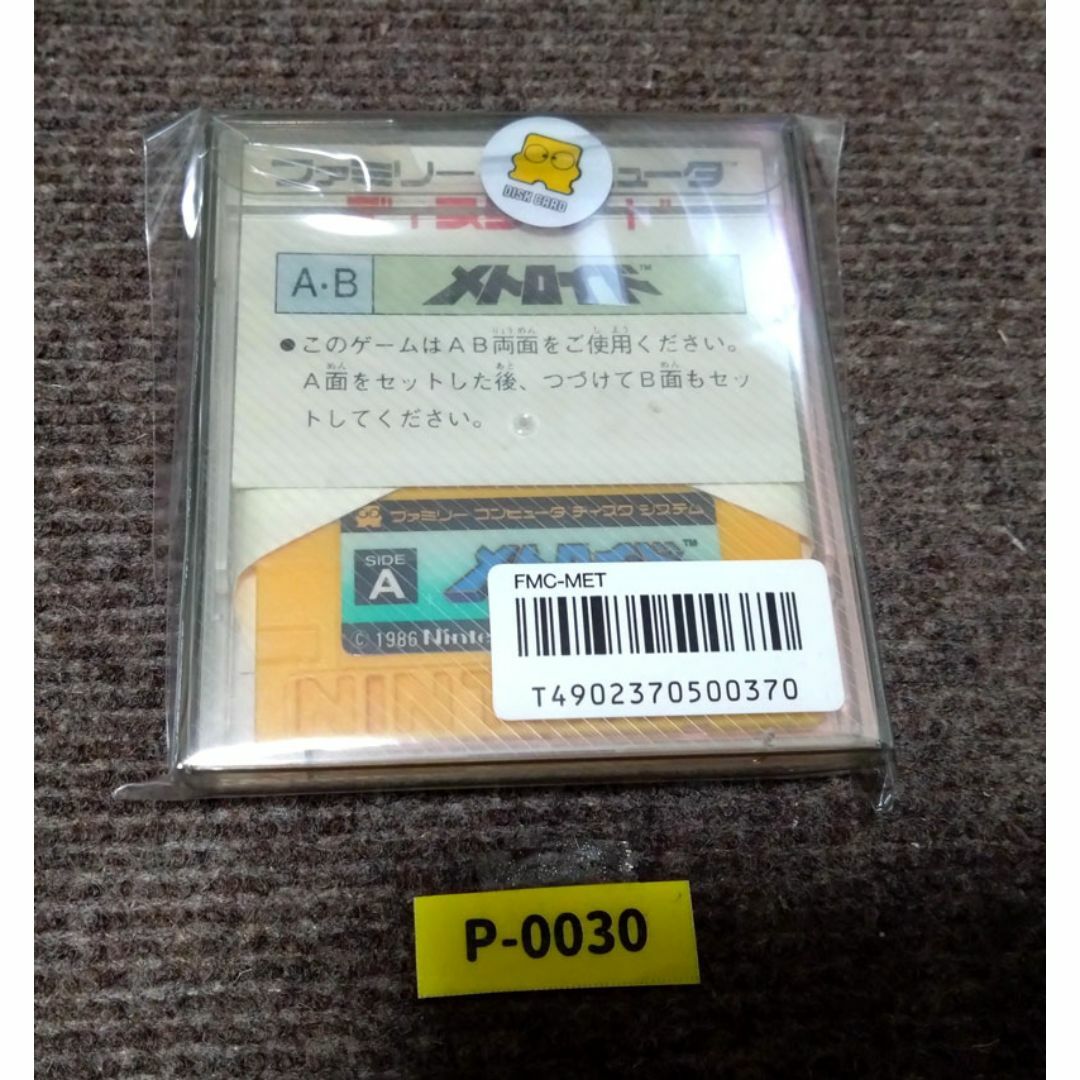 ファミリー ュータ
DISK CARD
A・B メトロイド™
●このゲームはAB両面をご使用ください。
A面をセットした後、つづけてB面もセッ
トしてください。
ファミリー コンピュータ ディスク システム
SIDE
A メトロイド™
© 1986 Ninte
NINT
FMC-MET
T4902370500370
P-0030